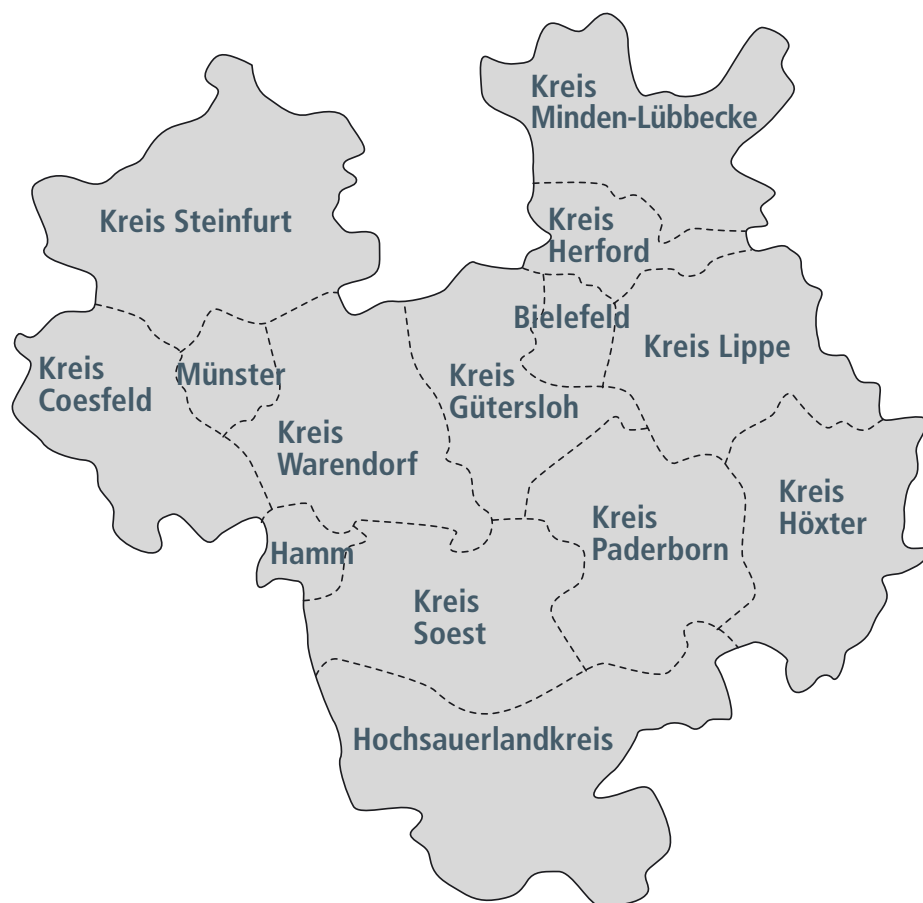 Kreis
Minden-Lübbecke
Kreis Steinfurt
Kreis
Herford
Bielefeld
Kreis Lippe
Kreis
Coesfeld
Münster
Kreis
Gütersloh
Kreis
Warendorf
Kreis
Höxter
Kreis
Paderborn
Hamm
Kreis
Soest
Hochsauerlandkreis